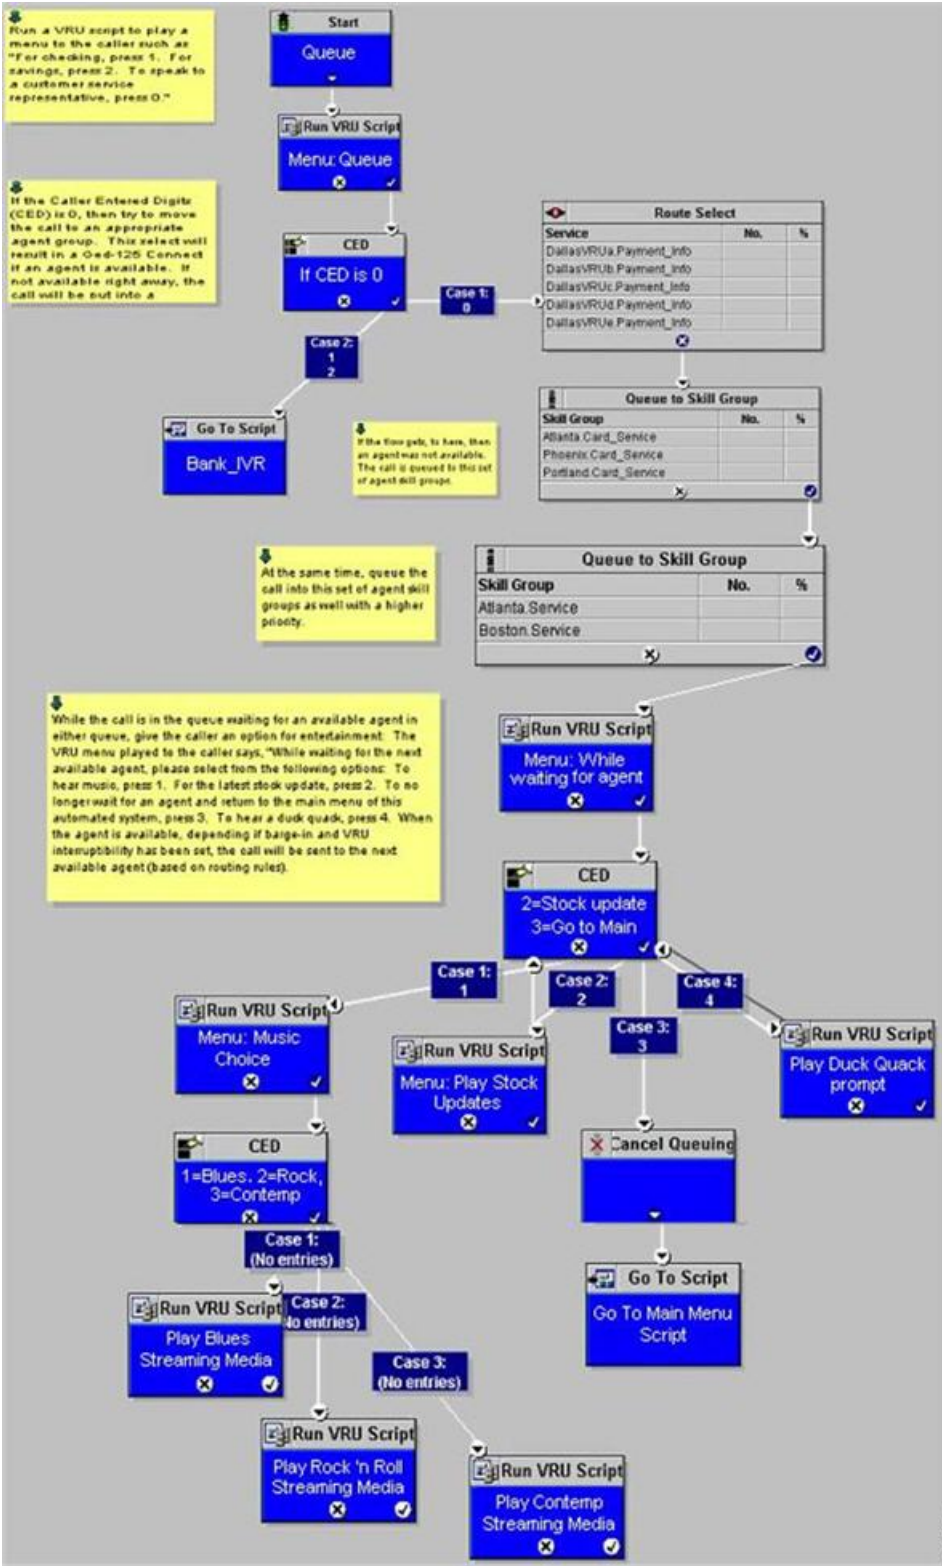 Run a VRU script to play a
menu to the caller such as
"For checking, press 1. For
savings, press 2. To speak to
a customer service
representative, press 0."
Start
Queue
Run VRU Script
Menu: Queue
If the Caller Entered Digits
(CED) is 0, then try to move
the call to an appropriate
agent group. This select will
result in a Ged-125 Connect
if an agent is available. If
not available right away, the
call will be put into a
CED
If CED is 0
Case 1:
0
Case 2:
1
2
Route Select
Service No. %
DallasVRUa.Payment_Info
DallasVRUb.Payment_Info
DallasVRUc.Payment_Info
DallasVRUd.Payment_Info
DallasVRUe.Payment_Info
Go To Script
Bank_IVR
If the flow gets, to here, then
an agent was not available.
The call is queued to this set
of agent skill groups.
Queue to Skill Group
Skill Group No. %
Atlanta.Card_Service
Phoenix.Card_Service
Portland.Card_Service
At the same time, queue the
call into this set of agent skill
groups as well with a higher
priority.
Queue to Skill Group
Skill Group No. %
Atlanta.Service
Boston.Service
While the call is in the queue waiting for an available agent in
either queue, give the caller an option for entertainment. The
VRU menu played to the caller says, "While waiting for the next
available agent, please select from the following options: To
hear music, press 1. For the latest stock update, press 2. To no
longer wait for an agent and return to the main menu of this
automated system, press 3. To hear a duck quack, press 4. When
the agent is available, depending if barge-in and VRU
interruptibility has been set, the call will be sent to the next
available agent (based on routing rules).
Run VRU Script
Menu: While
waiting for agent
CED
2=Stock update
3=Go to Main
Case 1:
1
Case 2:
2
Case 3:
3
Case 4:
4
Run VRU Script
Menu: Music
Choice
Run VRU Script
Menu: Play Stock
Updates
Run VRU Script
Play Duck Quack
prompt
CED
1=Blues. 2=Rock,
3=Contemp
Cancel Queuing
Case 1:
(No entries)
Case 2:
No entries)
Case 3:
(No entries)
Go To Script
Go To Main Menu
Script
Run VRU Script
Play Blues
Streaming Media
Run VRU Script
Play Rock 'n Roll
Streaming Media
Run VRU Script
Play Contemp
Streaming Media